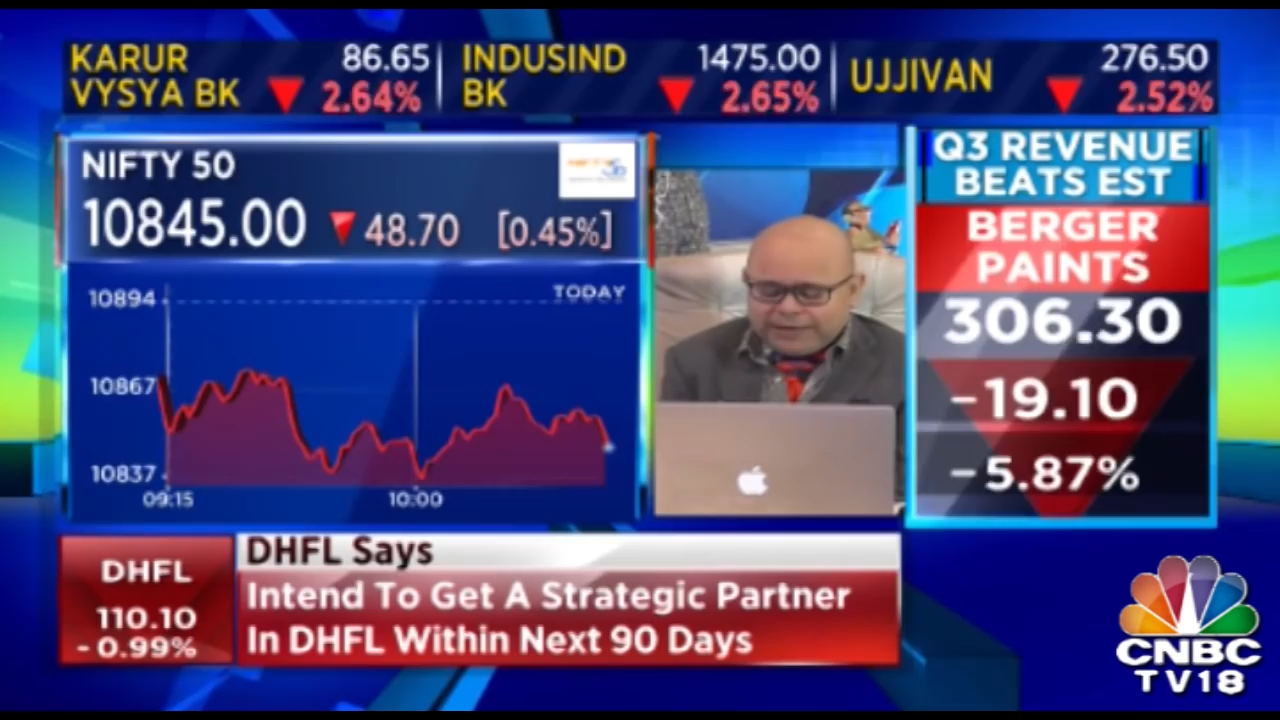 KARUR
VYSYA BK
86.65
2.64%
INDUSIND
BK
1475.00
2.65%
UJJIVAN
276.50
2.52%
NIFTY 50
10845.00 48.70 [0.45%]
TODAY
10894
10867
10837
09:15 10:00
Q3 REVENUE
BEATS EST
BERGER
PAINTS
306.30
-19.10
-5.87%
DHFL
110.10
- 0.99%
DHFL Says
Intend To Get A Strategic Partner
In DHFL Within Next 90 Days
CNBC
TV18